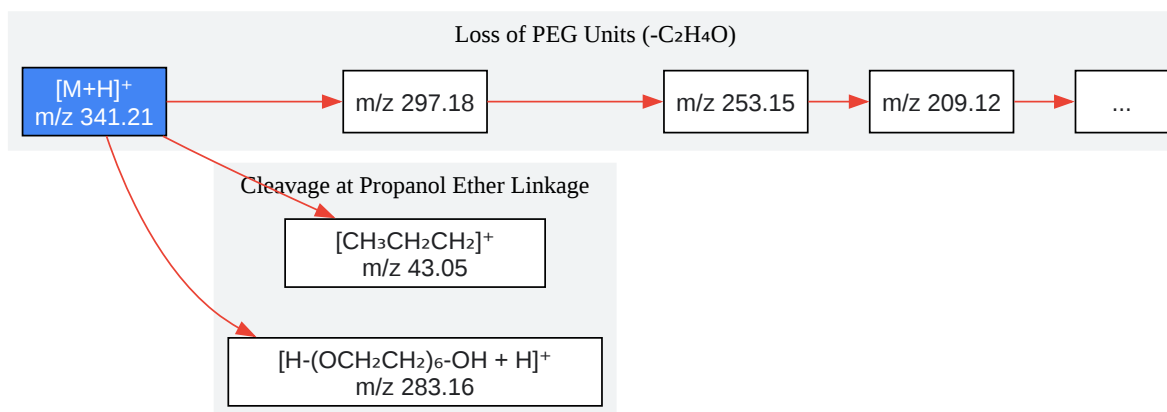 Loss of PEG Units (-C₂H₄O)
[M+H]⁺
m/z 341.21
m/z 297.18
m/z 253.15
m/z 209.12
...
Cleavage at Propanol Ether Linkage
[CH₃CH₂CH₂]⁺
m/z 43.05
[H-(OCH₂CH₂)₆-OH + H]⁺
m/z 283.16